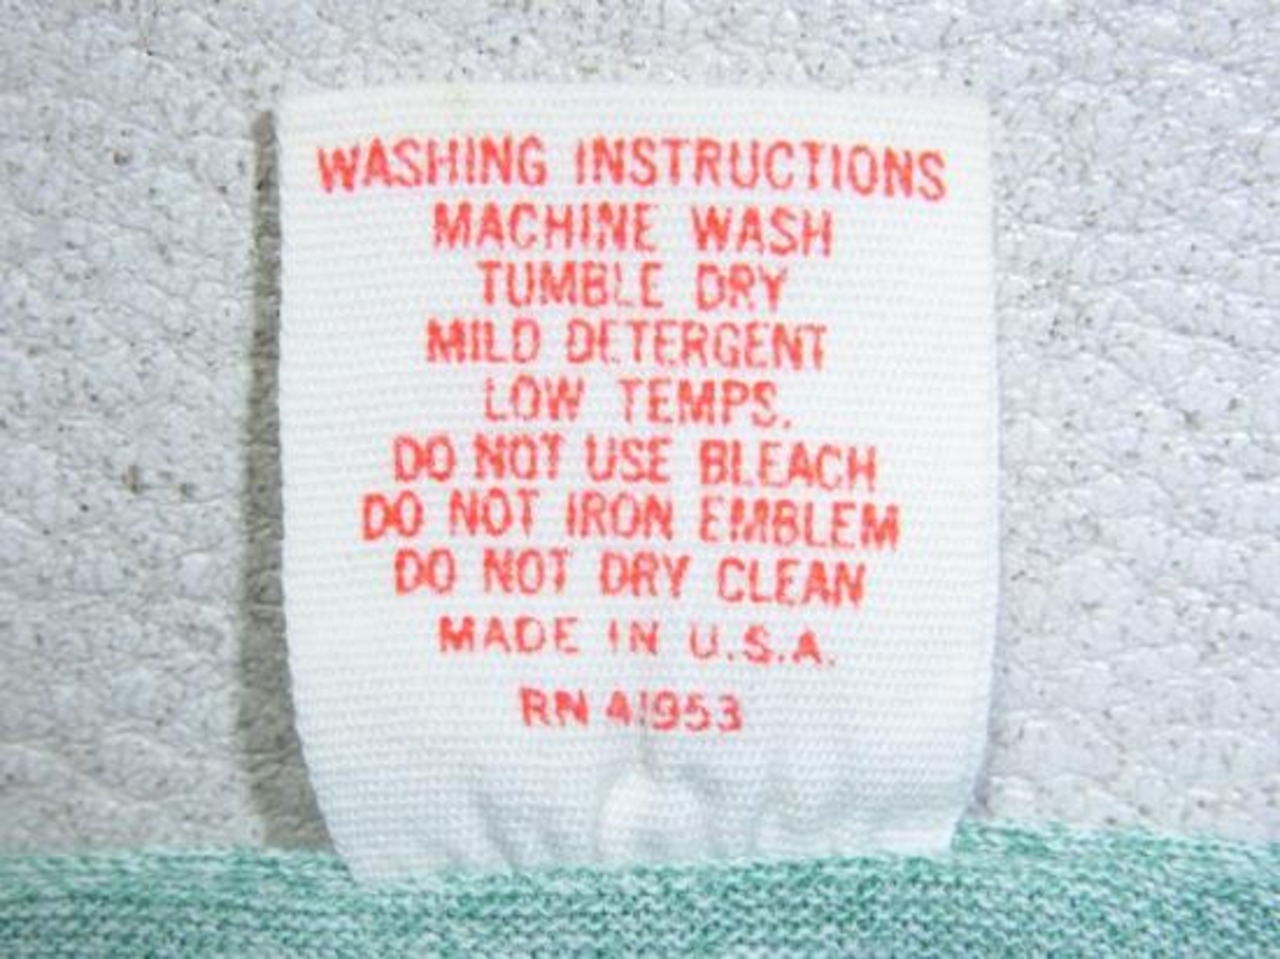 WASHING INSTRUCTIONS
MACHINE WASH
TUMBLE DRY
MILD DETERGENT
LOW TEMPS.
DO NOT USE BLEACH
DO NOT IRON EMBLEM
DO NOT DRY CLEAN
MADE IN U.S.A.
RN 41953